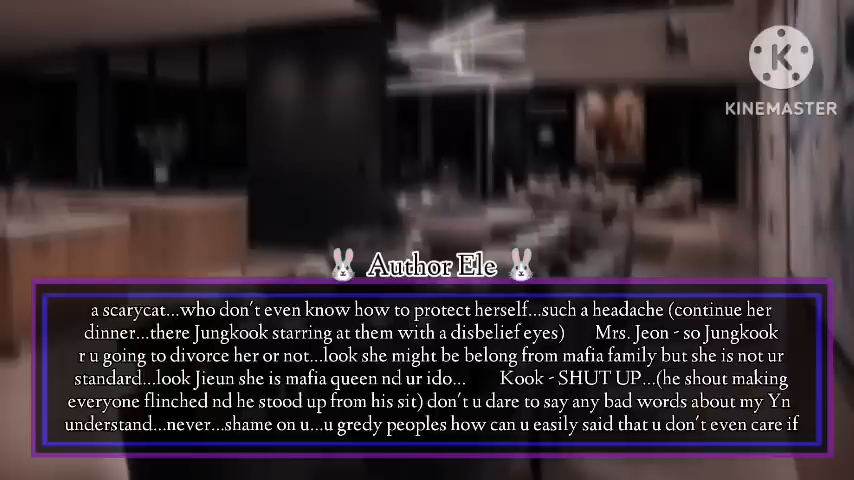 KINEMASTER
🐰 Author Ele 🐰
a scarycat...who don't even know how to protect herself...such a headache (continue her
dinner...there Jungkook starring at them with a disbelief eyes) Mrs. Jeon - so Jungkook
r u going to divorce her or not...look she might be belong from mafia family but she is not ur
standard...look Jieun she is mafia queen nd ur ido... Kook - SHUT UP...(he shout making
everyone flinched nd he stood up from his sit) don't u dare to say any bad words about my Yn
understand...never...shame on u...u gredy peoples how can u easily said that u don't even care if